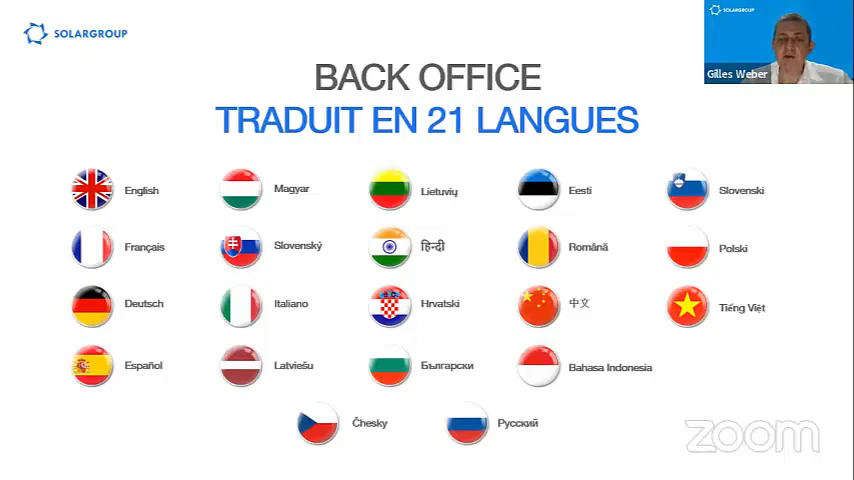 SOLARGROUP
SOLARGROUP
Gilles Weber
BACK OFFICE
TRADUIT EN 21 LANGUES
English
Magyar
Lietuvių
Eesti
Slovenski
Français
Slovenský
हिन्दी
Română
Polski
Deutsch
Italiano
Hrvatski
中文
Tiếng Việt
Español
Latviešu
Български
Bahasa Indonesia
Česky
Русский
zoom